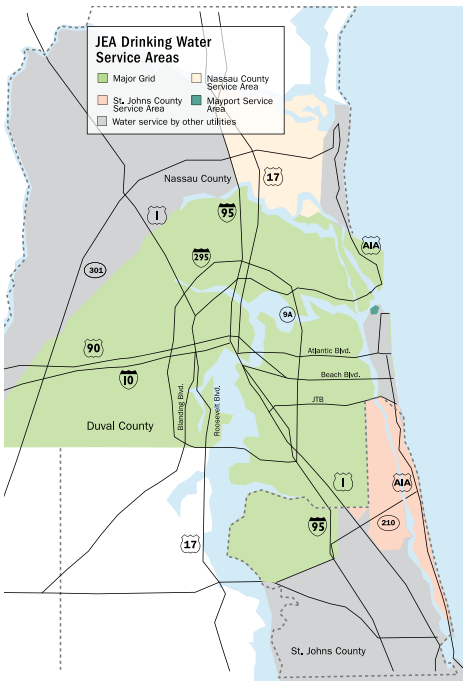 JEA Drinking Water
Service Areas
Major Grid
Nassau County
Service Area
St. Johns County
Service Area
Mayport Service
Area
Water service by other utilities
Nassau County
17
1
95
A1A
295
301
9A
90
Atlantic Blvd.
10
Beach Blvd.
Blanding Blvd.
Roosevelt Blvd.
JTB
Duval County
1
A1A
95
210
17
St. Johns County